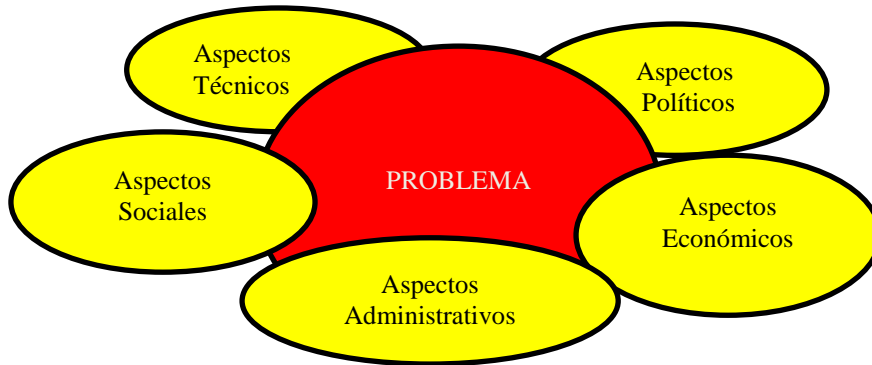 Aspectos
Técnicos
Aspectos
Políticos
Aspectos
Sociales
PROBLEMA
Aspectos
Económicos
Aspectos
Administrativos